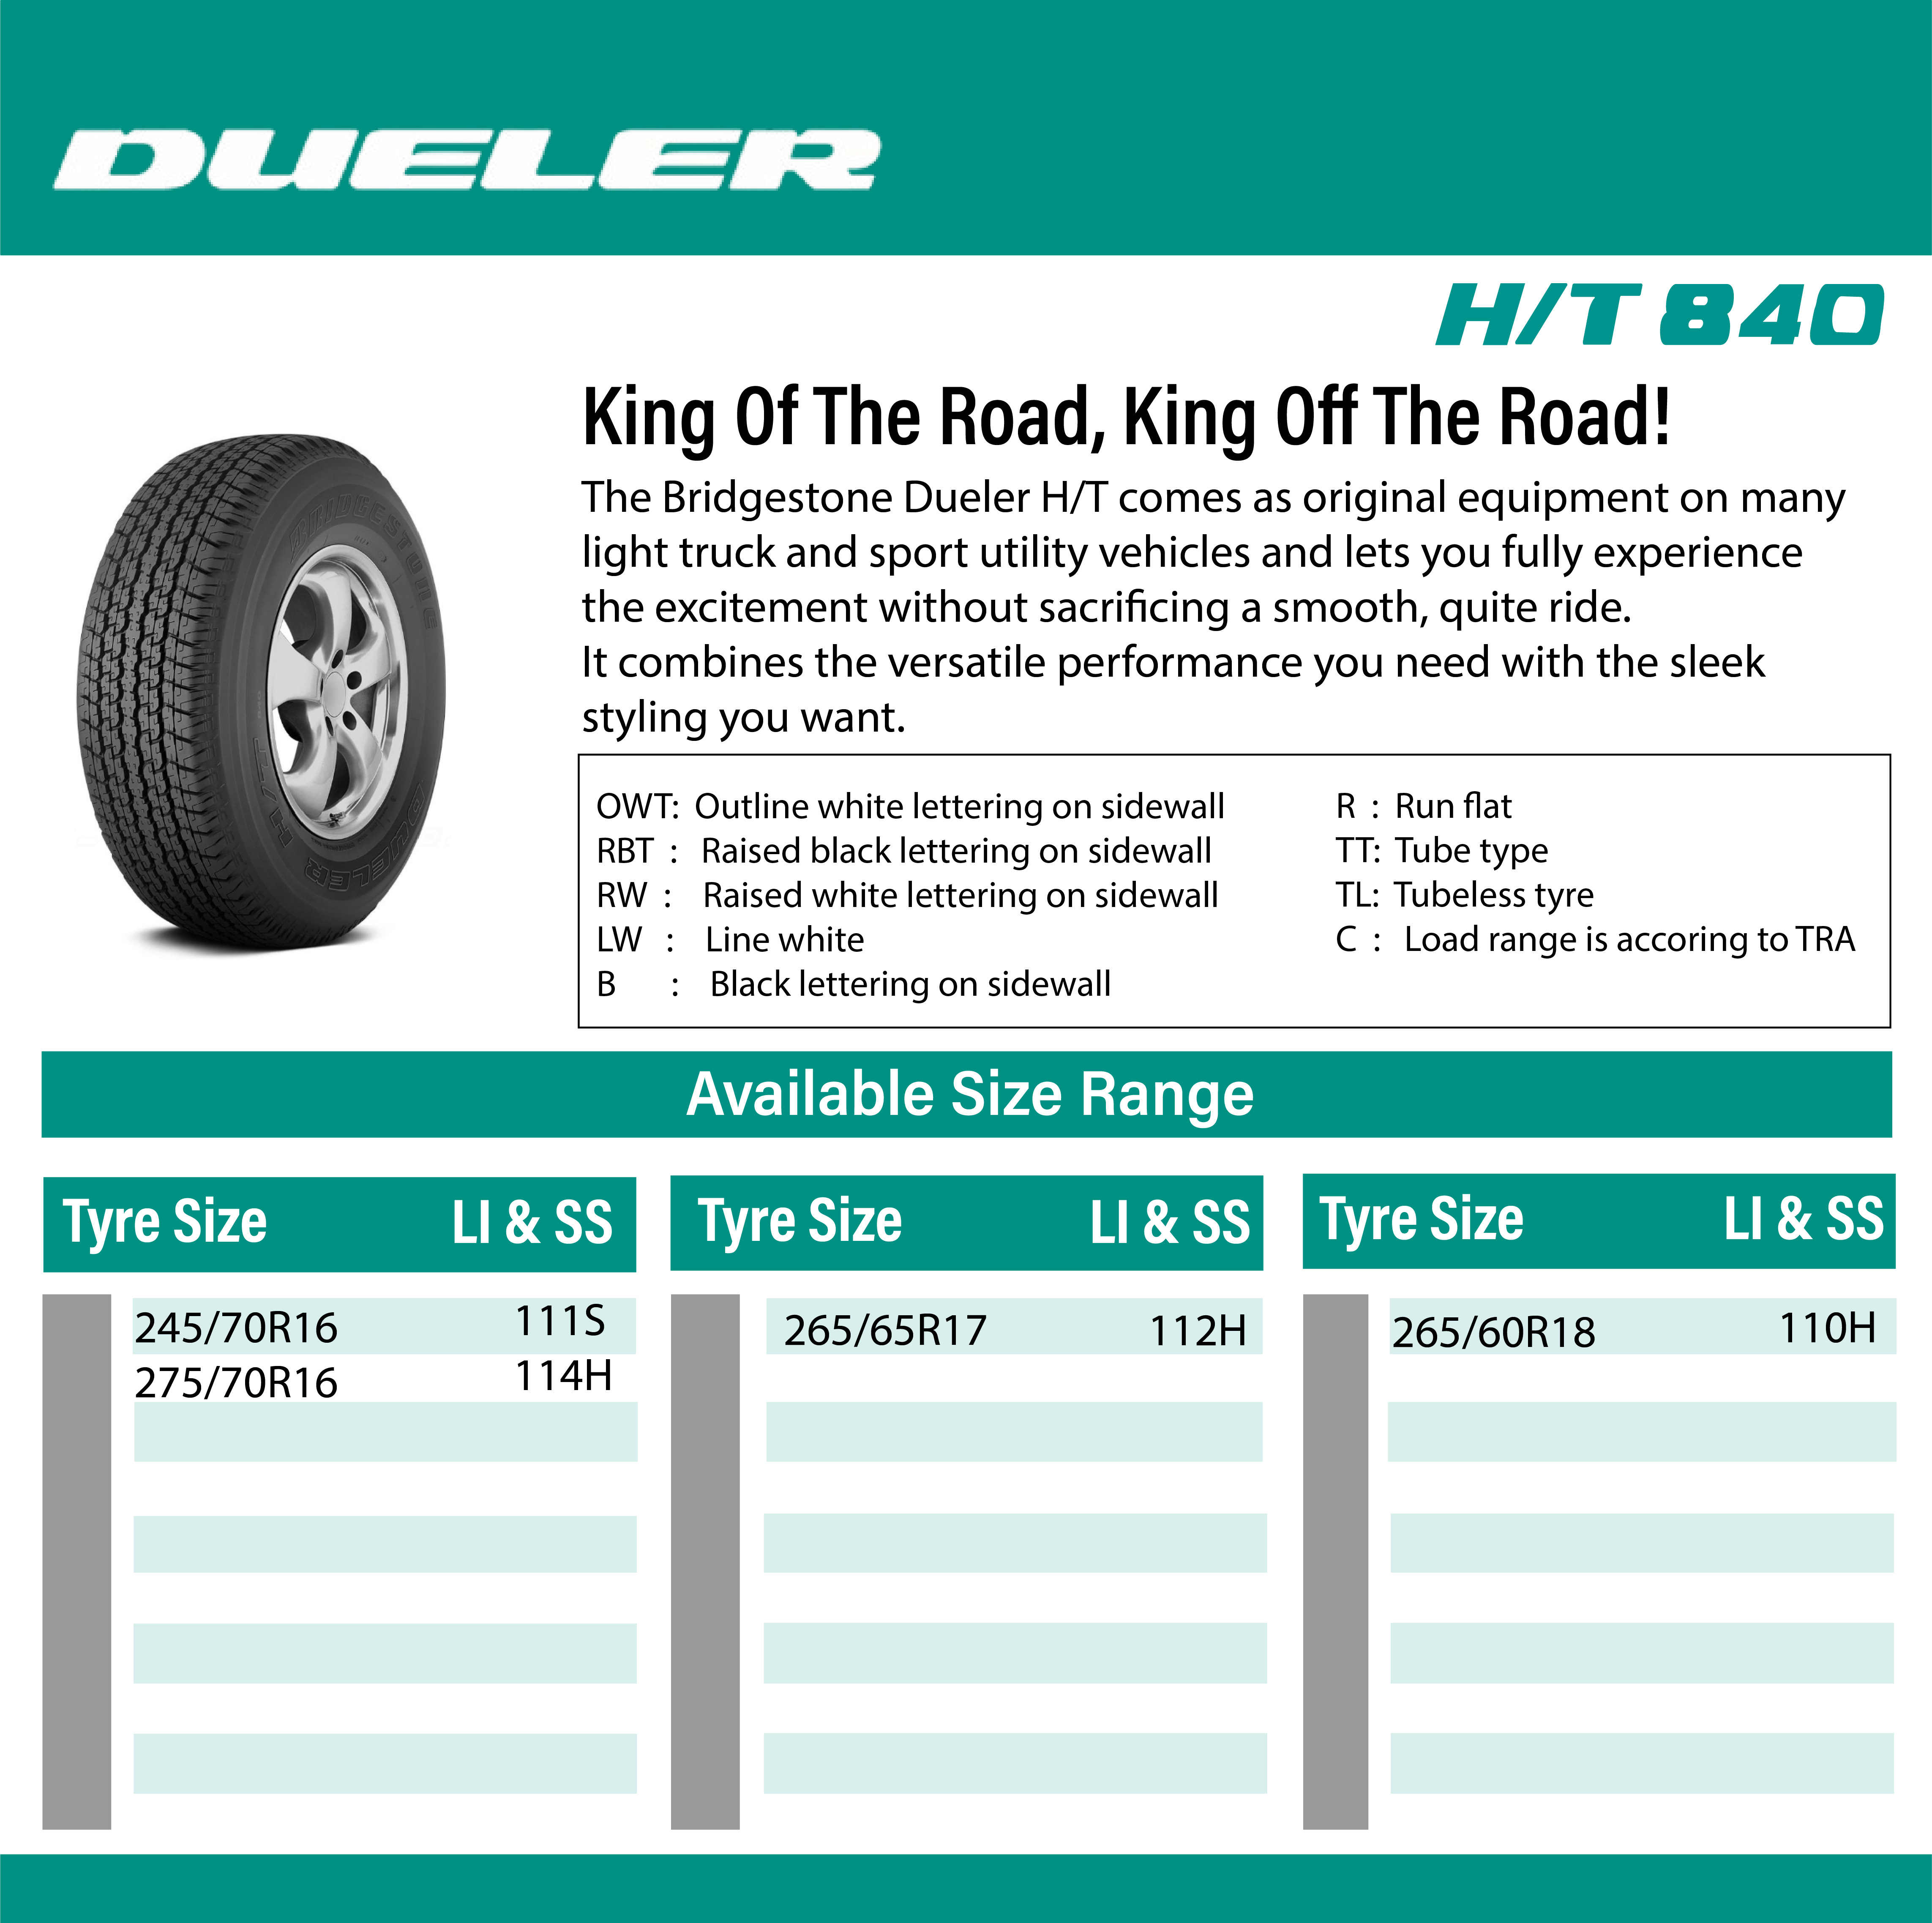 DUELER
H/T 840
King Of The Road, King Off The Road!
The Bridgestone Dueler H/T comes as original equipment on many
light truck and sport utility vehicles and lets you fully experience
the excitement without sacrificing a smooth, quite ride.
It combines the versatile performance you need with the sleek
styling you want.
BRIDGESTONE
H/T
DUELER
OWT: Outline white lettering on sidewall
RBT : Raised black lettering on sidewall
RW : Raised white lettering on sidewall
LW : Line white
B : Black lettering on sidewall
R : Run flat
TT: Tube type
TL: Tubeless tyre
C : Load range is accoring to TRA
Available Size Range
Tyre Size LI & SS
245/70R16 111S
275/70R16 114H
Tyre Size LI & SS
265/65R17 112H
Tyre Size LI & SS
265/60R18 110H